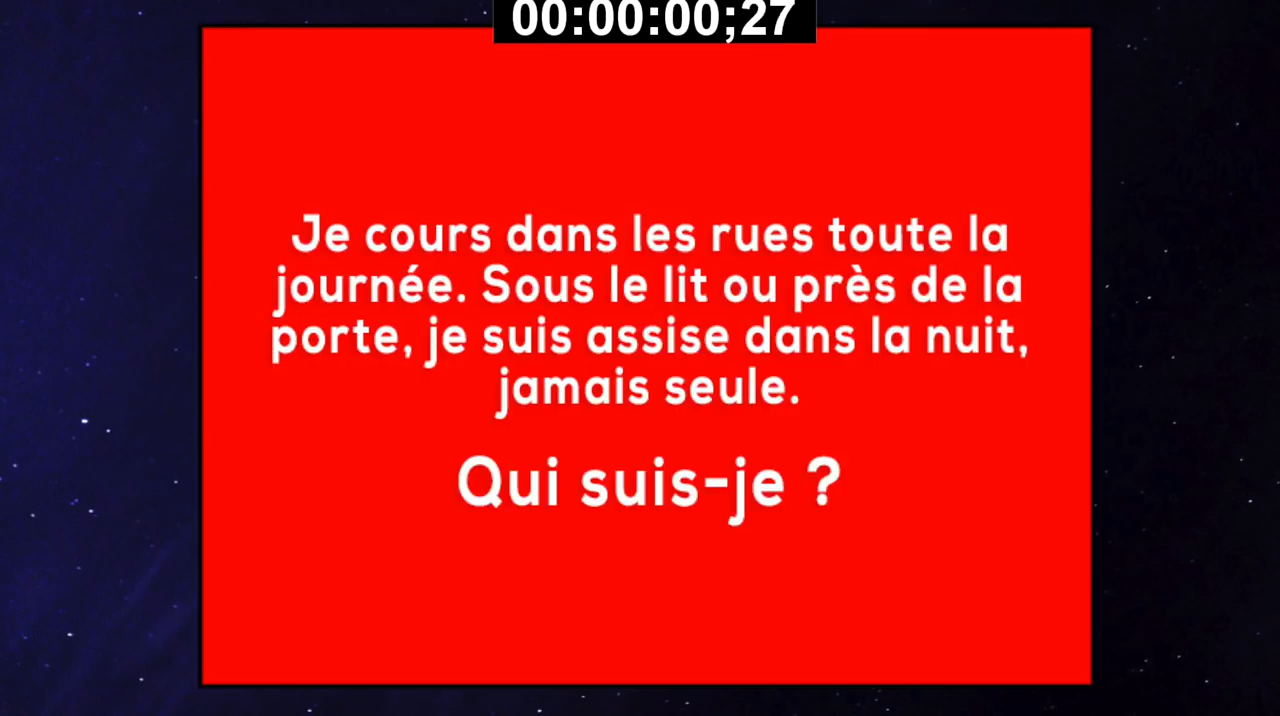 00:00:00;27
Je cours dans les rues toute la
journée. Sous le lit ou près de la
porte, je suis assise dans la nuit,
jamais seule.
Qui suis-je ?